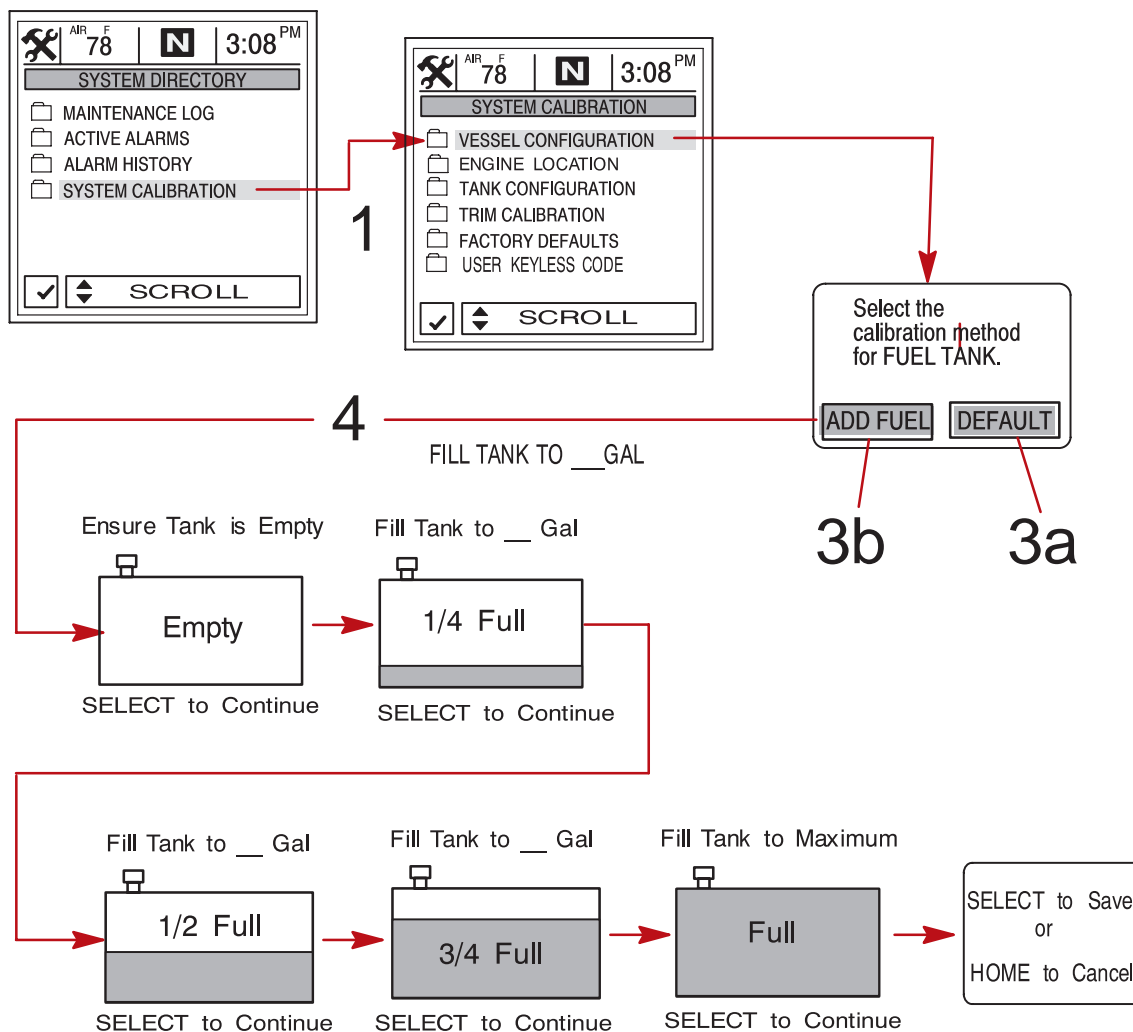 AIR F
78 N 3:08 PM
SYSTEM DIRECTORY
MAINTENANCE LOG
ACTIVE ALARMS
ALARM HISTORY
SYSTEM CALIBRATION
SCROLL
1
AIR F
78 N 3:08 PM
SYSTEM CALIBRATION
VESSEL CONFIGURATION
ENGINE LOCATION
TANK CONFIGURATION
TRIM CALIBRATION
FACTORY DEFAULTS
USER KEYLESS CODE
SCROLL
Select the
calibration method
for FUEL TANK.
ADD FUEL DEFAULT
3b 3a
4
FILL TANK TO ___GAL
Ensure Tank is Empty
Empty
SELECT to Continue
Fill Tank to __ Gal
1/4 Full
SELECT to Continue
Fill Tank to __ Gal
1/2 Full
SELECT to Continue
Fill Tank to __ Gal
3/4 Full
SELECT to Continue
Fill Tank to Maximum
Full
SELECT to Continue
SELECT to Save
or
HOME to Cancel